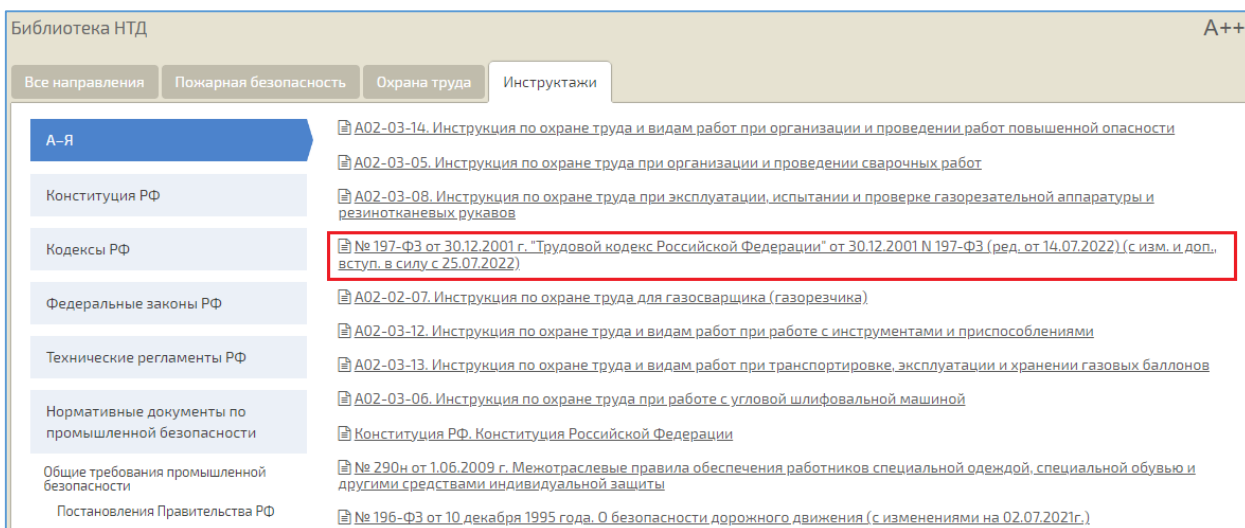 Библиотека НТД
А++
Все направления
Пожарная безопасность
Охрана труда
Инструктажи
А–Я
Конституция РФ
Кодексы РФ
Федеральные законы РФ
Технические регламенты РФ
Нормативные документы по
промышленной безопасности
Общие требования промышленной
безопасности
Постановления Правительства РФ
А02-03-14. Инструкция по охране труда и видам работ при организации и проведении работ повышенной опасности
А02-03-05. Инструкция по охране труда при организации и проведении сварочных работ
А02-03-08. Инструкция по охране труда при эксплуатации, испытании и проверке газорезательной аппаратуры и
резинотканевых рукавов
№ 197-ФЗ от 30.12.2001 г. "Трудовой кодекс Российской Федерации" от 30.12.2001 N 197-ФЗ (ред. от 14.07.2022) (с изм. и доп.,
вступ. в силу с 25.07.2022)
А02-02-07. Инструкция по охране труда для газосварщика (газорезчика)
А02-03-12. Инструкция по охране труда и видам работ при работе с инструментами и приспособлениями
А02-03-13. Инструкция по охране труда и видам работ при транспортировке, эксплуатации и хранении газовых баллонов
А02-03-06. Инструкция по охране труда при работе с угловой шлифовальной машиной
Конституция РФ. Конституция Российской Федерации
№ 290н от 1.06.2009 г. Межотраслевые правила обеспечения работников специальной одеждой, специальной обувью и
другими средствами индивидуальной защиты
№ 196-ФЗ от 10 декабря 1995 года. О безопасности дорожного движения (с изменениями на 02.07.2021г.)